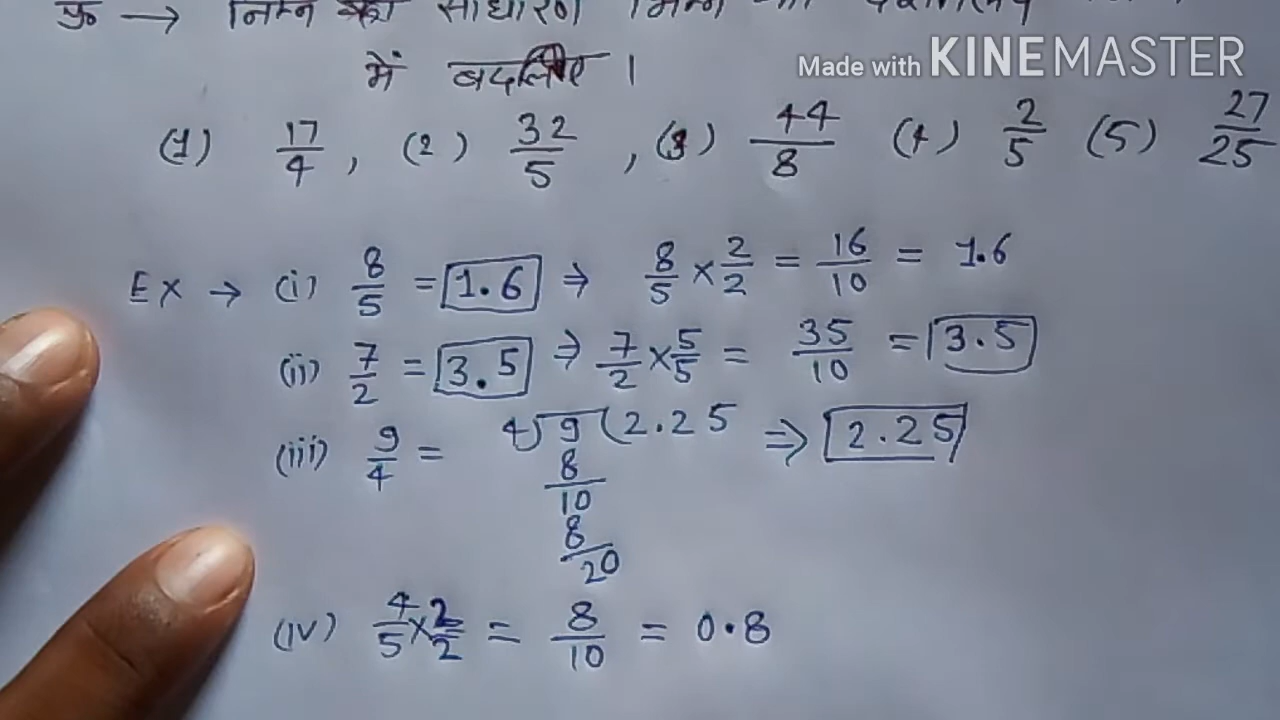 → निम्न को साधारण भिन्न
में बदलिए ।
Made with KINEMASTER
(1) 17/4 , (2) 32/5 , (3) 44/8 (4) 2/5 (5) 27/25
Ex → (i) 8/5 = 1.6 ⇒ 8/5 × 2/2 = 16/10 = 1.6
(ii) 7/2 = 3.5 ⇒ 7/2 × 5/5 = 35/10 = 3.5
(iii) 9/4 = 4) 9 ( 2.25 ⇒ 2.25
8
10
8
20
(iv) 4/5 × 2/2 = 8/10 = 0.8